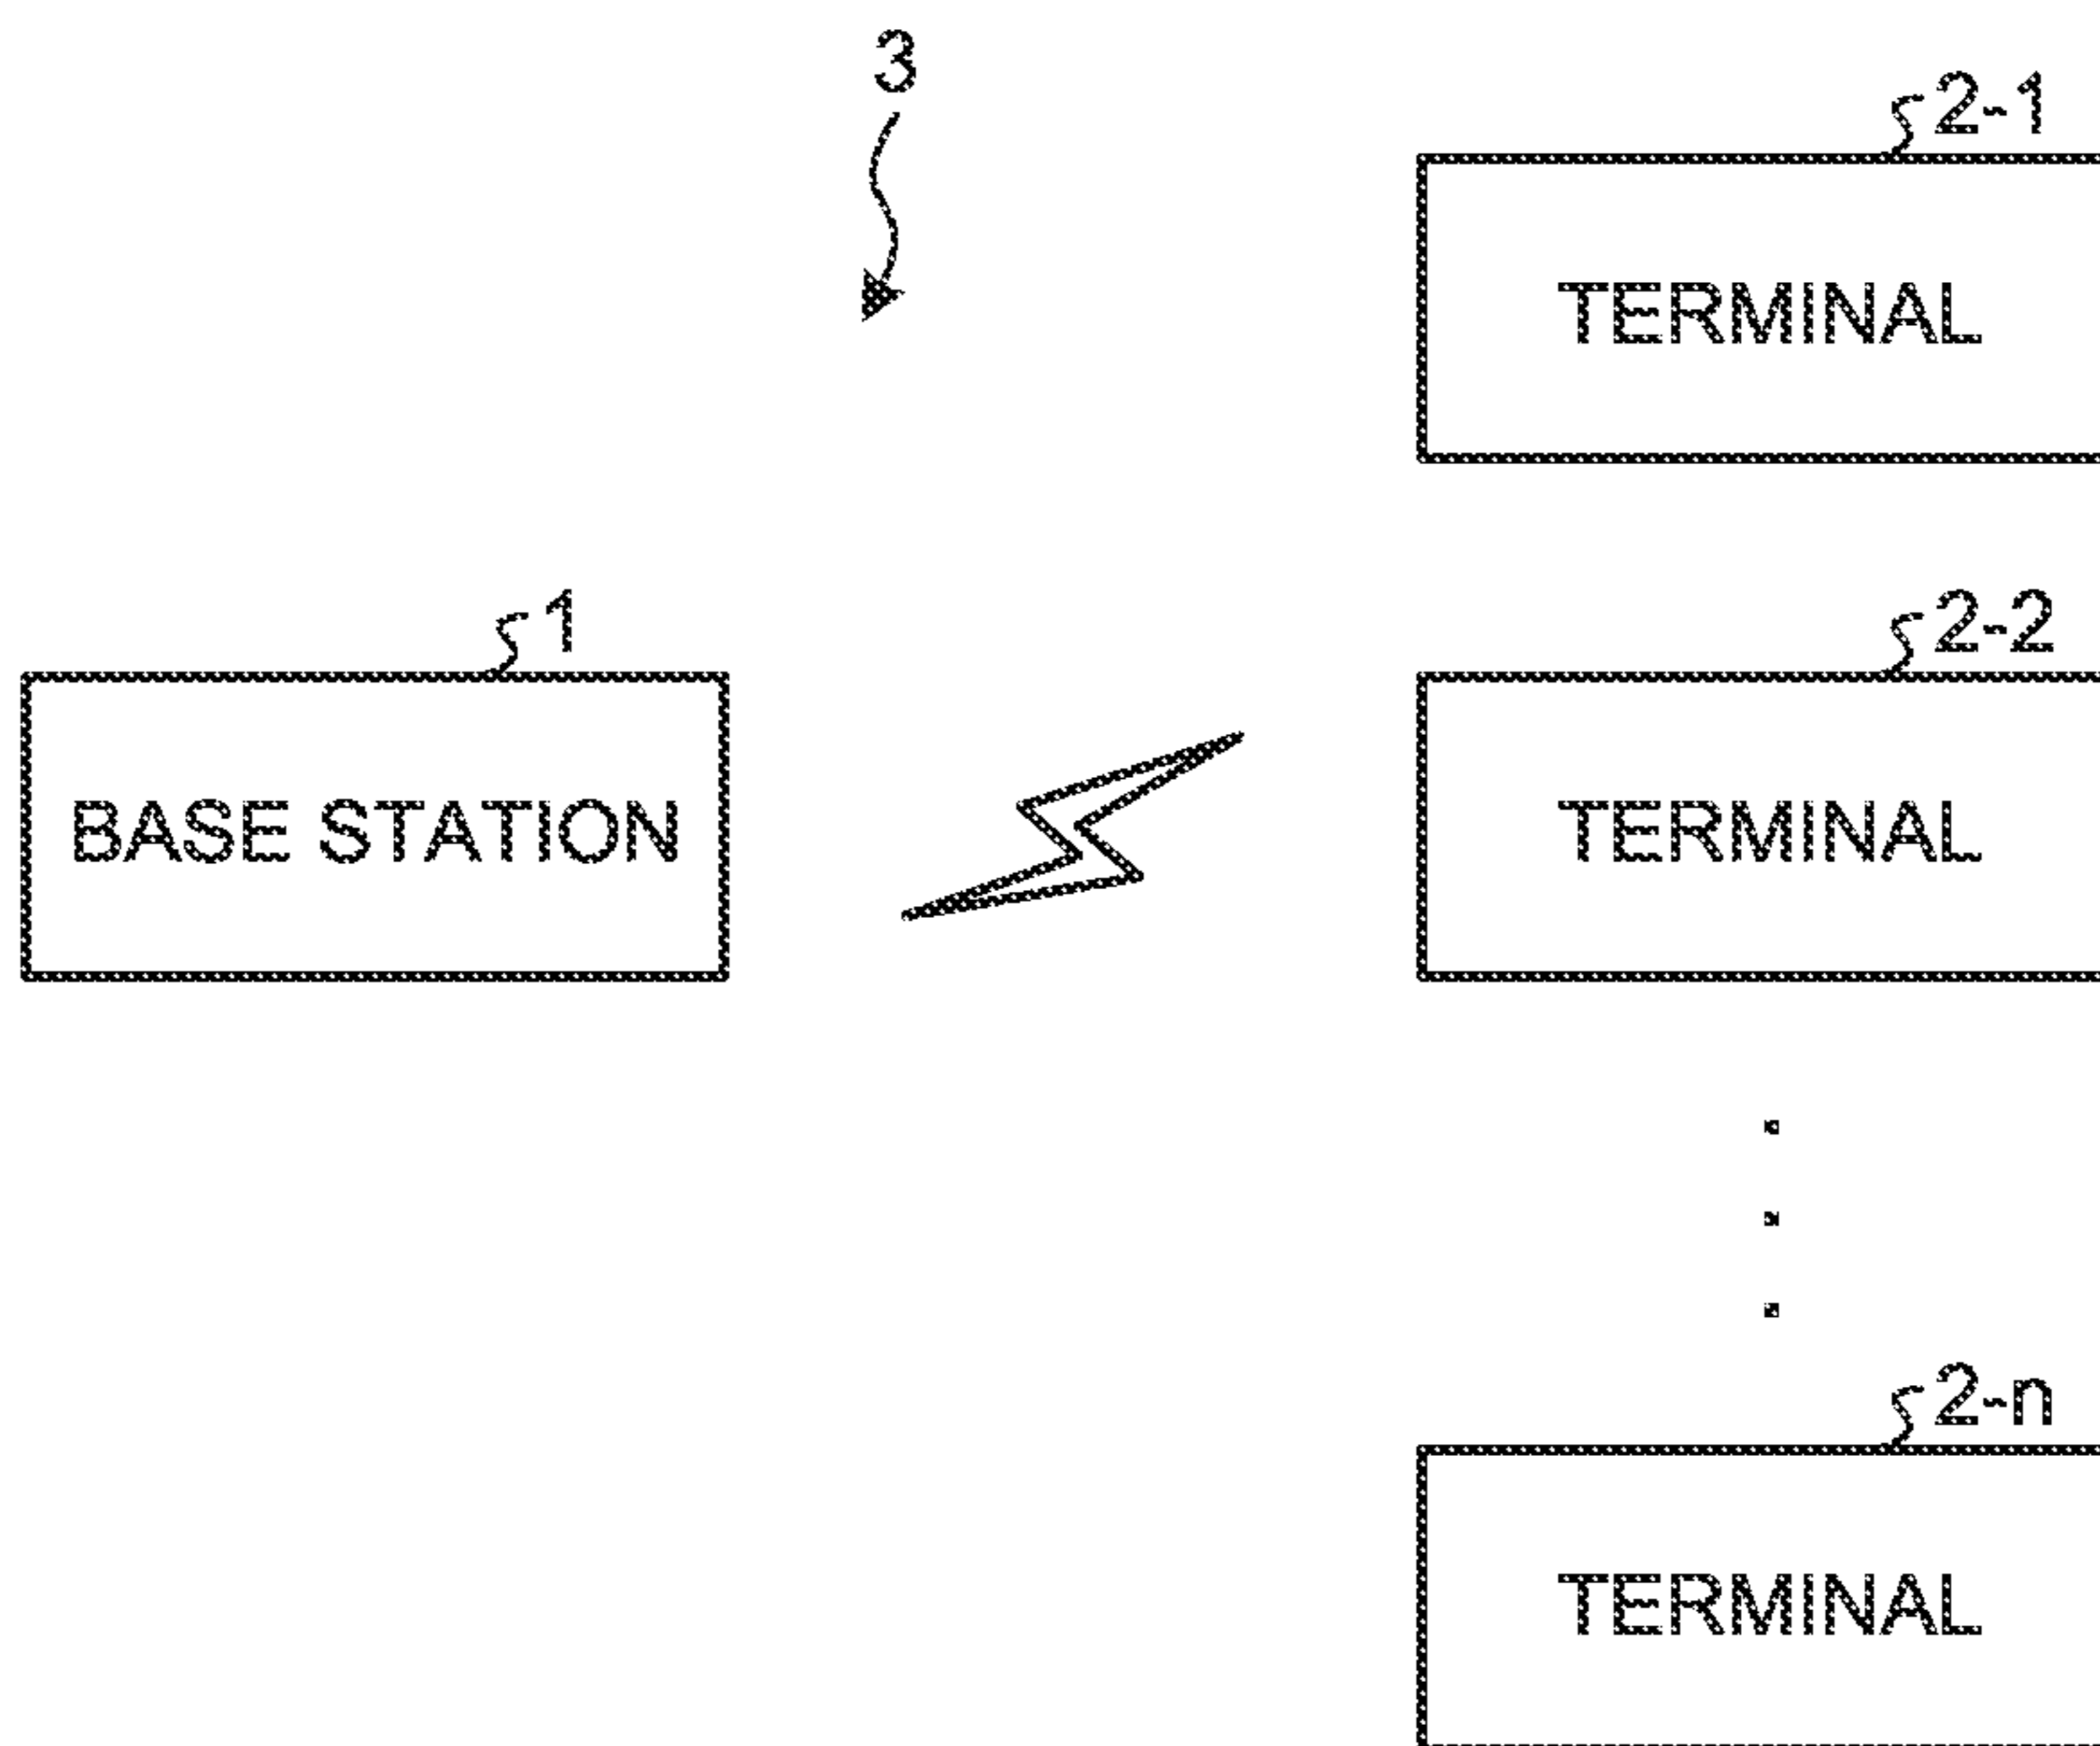 3
2-1
TERMINAL
1
2-2
BASE STATION
TERMINAL
2-n
TERMINAL